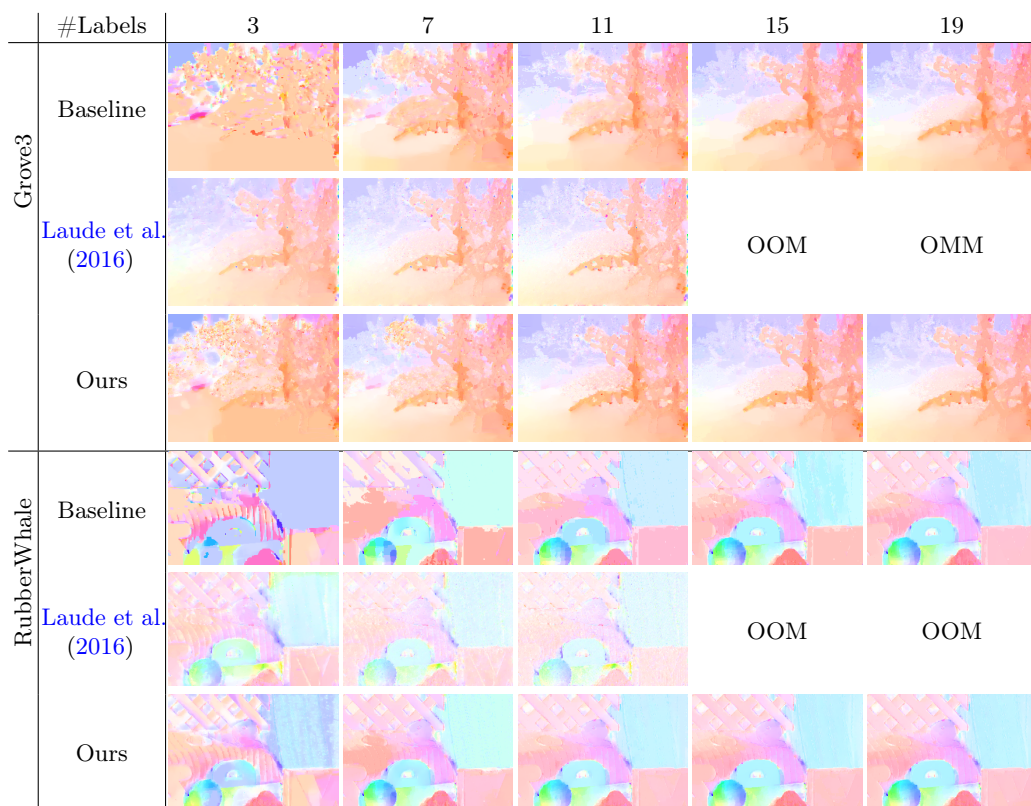 #Labels 3 7 11 15 19
Grove3
Baseline
Laude et al.
(2016)
OOM OMM
Ours
RubberWhale
Baseline
Laude et al.
(2016)
OOM OOM
Ours